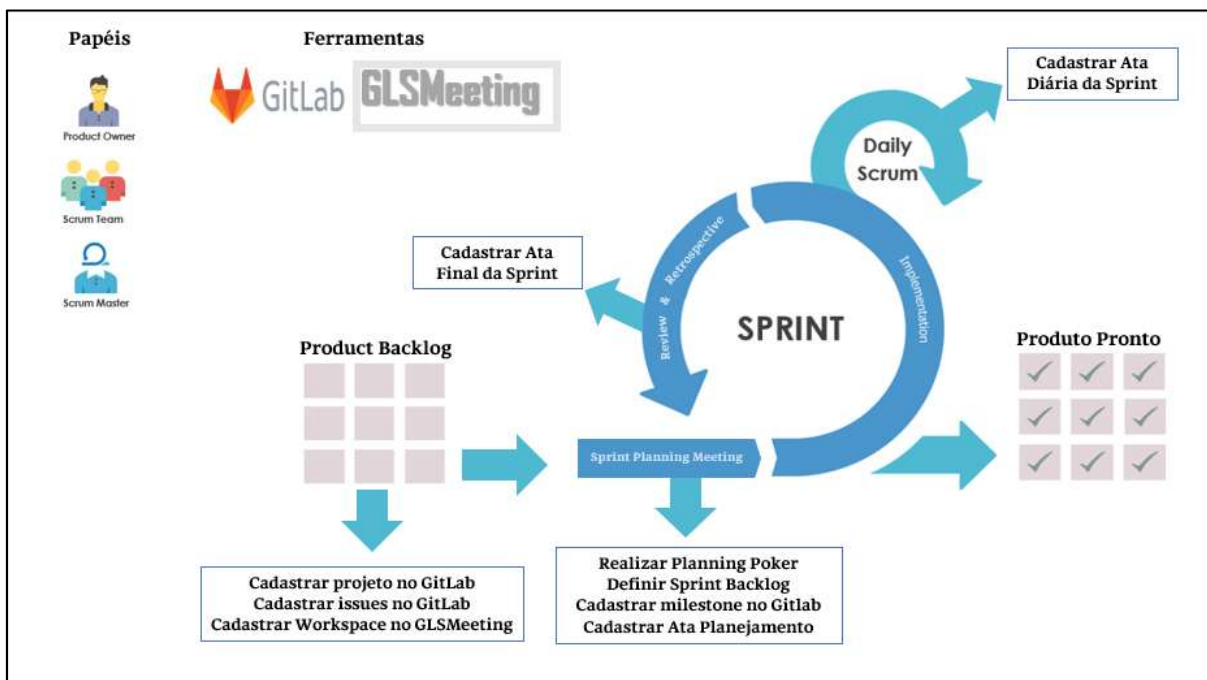 Papéis
Product Owner
Scrum Team
Scrum Master
Ferramentas
GitLab
GLSMeeting
Cadastrar Ata
Diária da Sprint
Daily
Scrum
Cadastrar Ata
Final da Sprint
Review & Retrospective
Implementation
SPRINT
Product Backlog
Sprint Planning Meeting
Produto Pronto
Cadastrar projeto no GitLab
Cadastrar issues no GitLab
Cadastrar Workspace no GLSMeeting
Realizar Planning Poker
Definir Sprint Backlog
Cadastrar milestone no Gitlab
Cadastrar Ata Planejamento